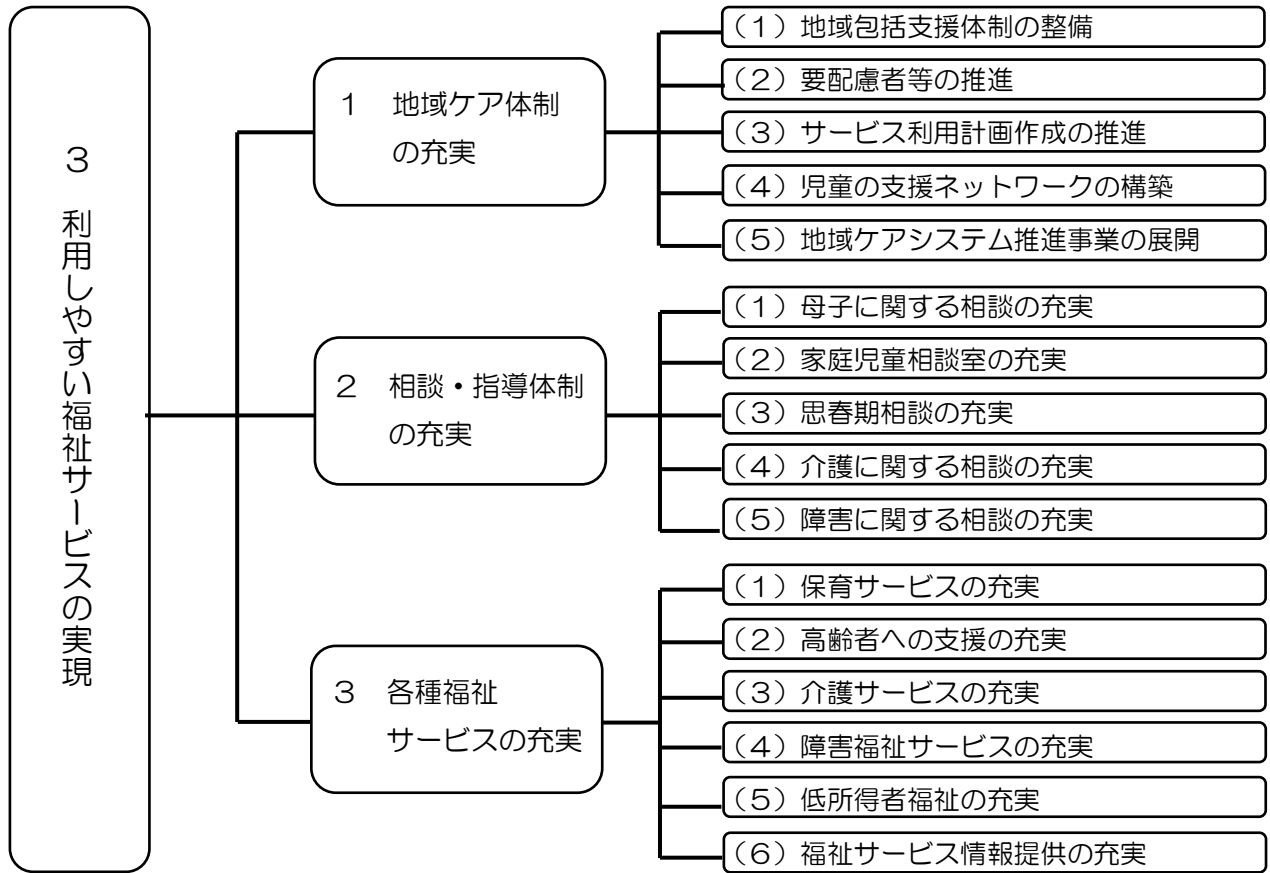 3 利用しやすい福祉サービスの実現
1 地域ケア体制
の充実
(1)地域包括支援体制の整備
(2)要配慮者等の推進
(3)サービス利用計画作成の推進
(4)児童の支援ネットワークの構築
(5)地域ケアシステム推進事業の展開
2 相談・指導体制
の充実
(1)母子に関する相談の充実
(2)家庭児童相談室の充実
(3)思春期相談の充実
(4)介護に関する相談の充実
(5)障害に関する相談の充実
3 各種福祉
サービスの充実
(1)保育サービスの充実
(2)高齢者への支援の充実
(3)介護サービスの充実
(4)障害福祉サービスの充実
(5)低所得者福祉の充実
(6)福祉サービス情報提供の充実